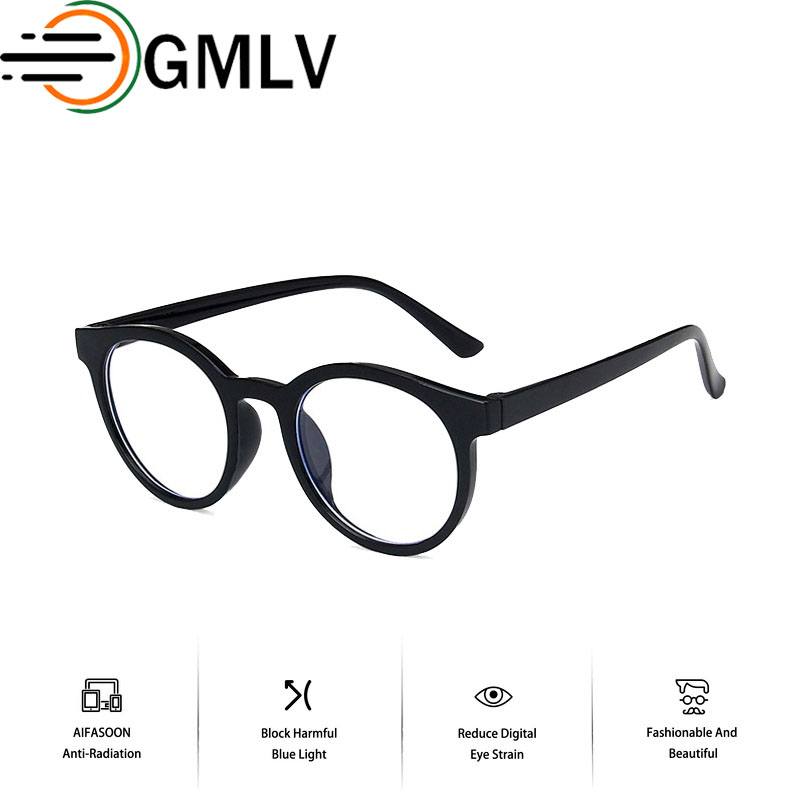 GMLV
AIFASOON
Anti-Radiation
Block Harmful
Blue Light
Reduce Digital
Eye Strain
Fashionable And
Beautiful